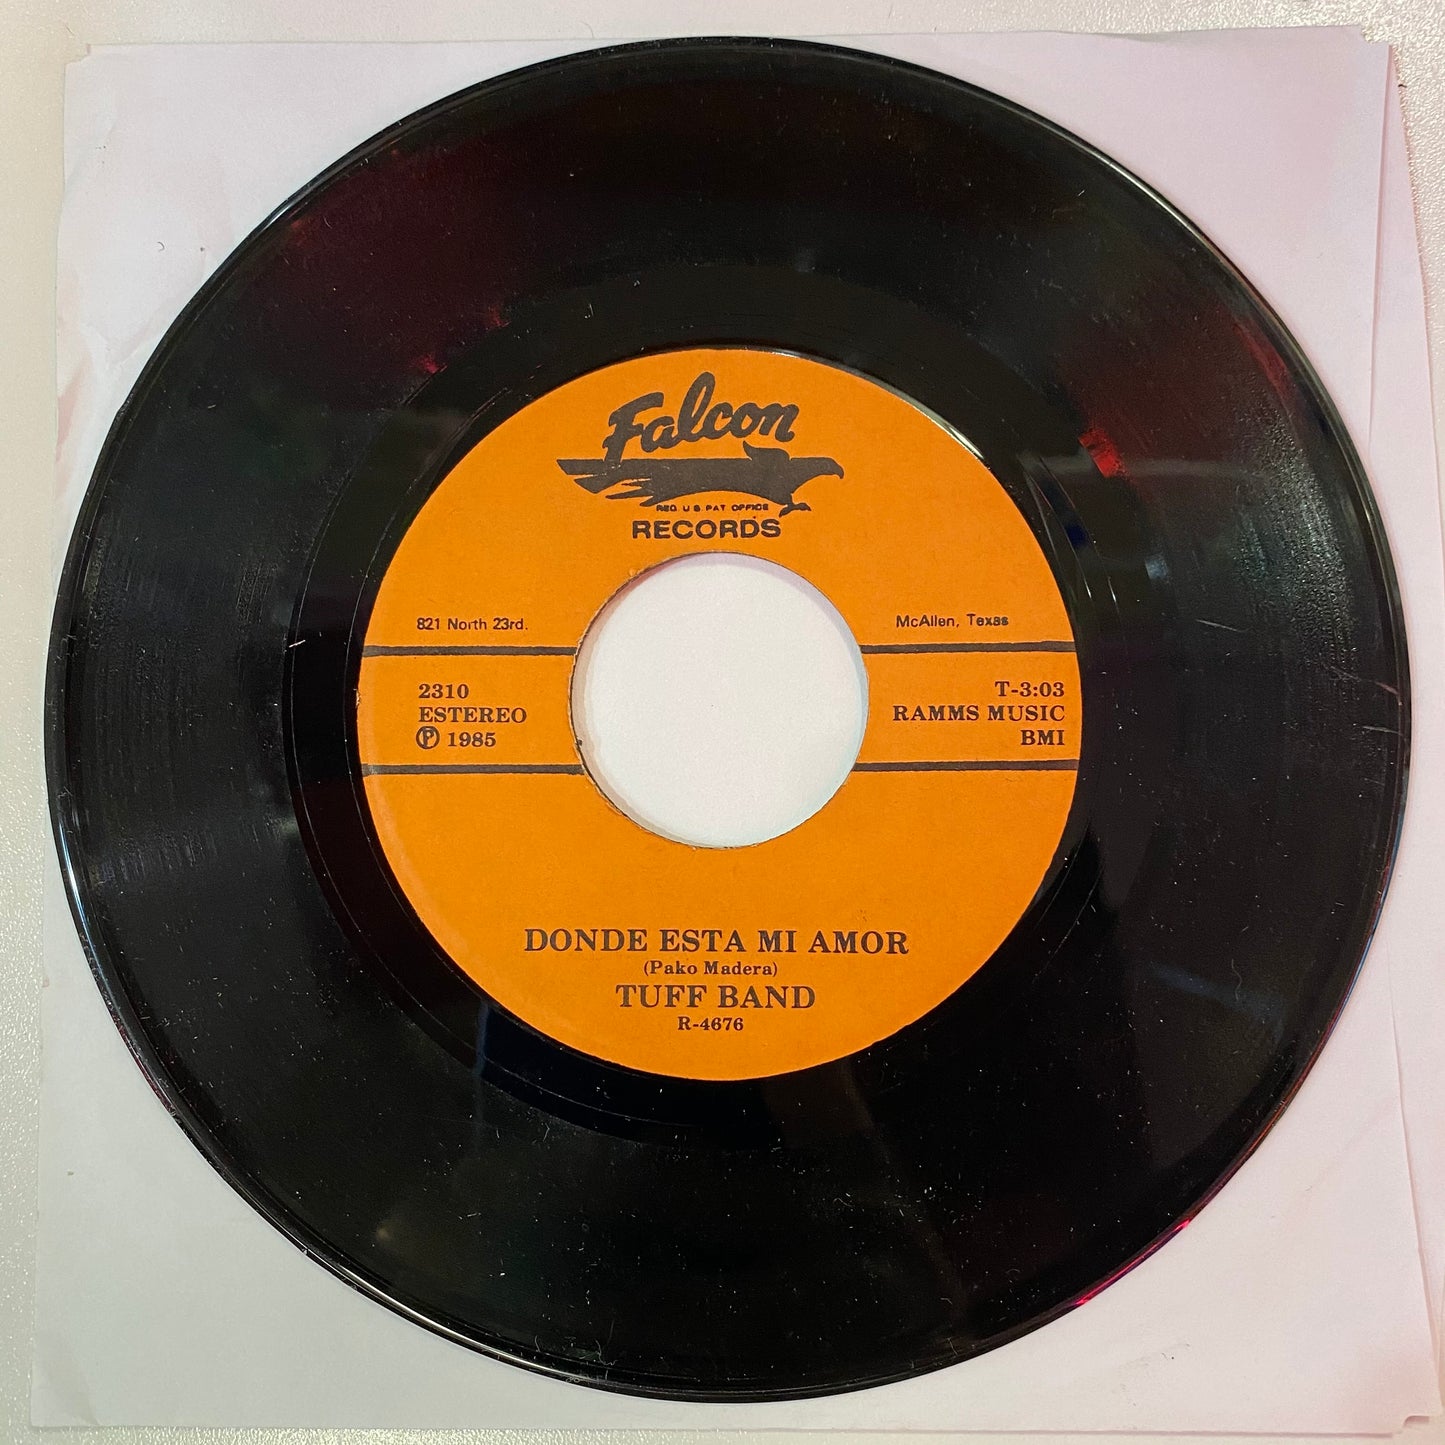 Falcon
REG. U S PAT OFFICE
RECORDS
821 North 23rd.
McAllen, Texas
2310
ESTEREO
Ⓟ 1985
T-3:03
RAMMS MUSIC
BMI
DONDE ESTA MI AMOR
(Pako Madera)
TUFF BAND
R-4676